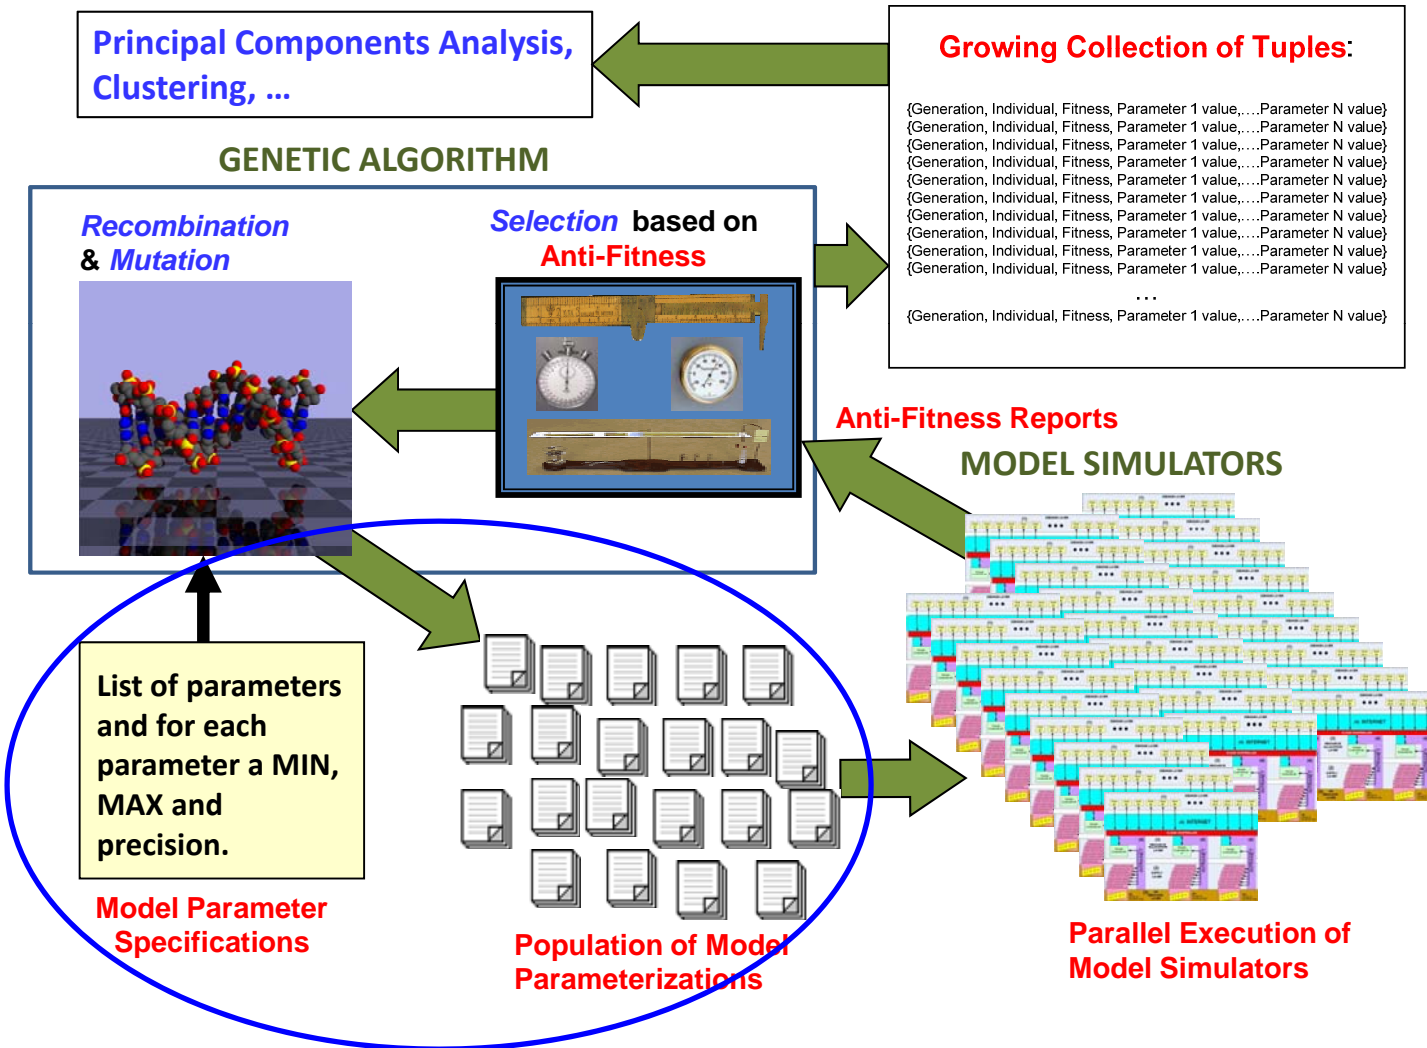 Principal Components Analysis,
Clustering, …
Growing Collection of Tuples:
{Generation, Individual, Fitness, Parameter 1 value,….Parameter N value}
{Generation, Individual, Fitness, Parameter 1 value,….Parameter N value}
{Generation, Individual, Fitness, Parameter 1 value,….Parameter N value}
{Generation, Individual, Fitness, Parameter 1 value,….Parameter N value}
{Generation, Individual, Fitness, Parameter 1 value,….Parameter N value}
{Generation, Individual, Fitness, Parameter 1 value,….Parameter N value}
{Generation, Individual, Fitness, Parameter 1 value,….Parameter N value}
{Generation, Individual, Fitness, Parameter 1 value,….Parameter N value}
{Generation, Individual, Fitness, Parameter 1 value,….Parameter N value}
{Generation, Individual, Fitness, Parameter 1 value,….Parameter N value}
…
{Generation, Individual, Fitness, Parameter 1 value,….Parameter N value}
GENETIC ALGORITHM
Recombination
& Mutation
Selection based on
Anti-Fitness
Anti-Fitness Reports
MODEL SIMULATORS
List of parameters
and for each
parameter a MIN,
MAX and
precision.
Model Parameter
Specifications
Population of Model
Parameterizations
INTERNET
INTERNET
Parallel Execution of
Model Simulators